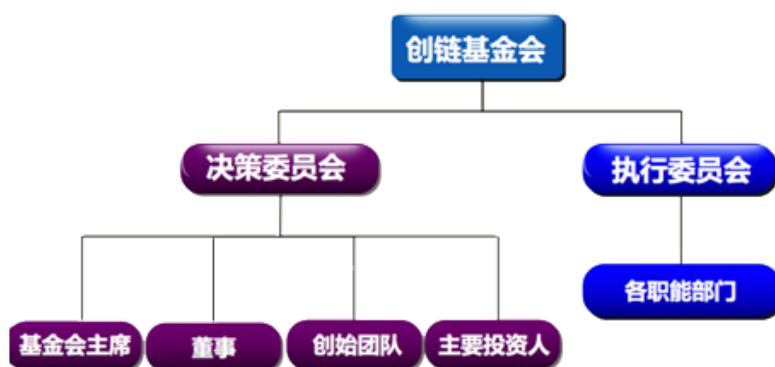 创链基金会
决策委员会
执行委员会
各职能部门
基金会主席
董事
创始团队
主要投资人